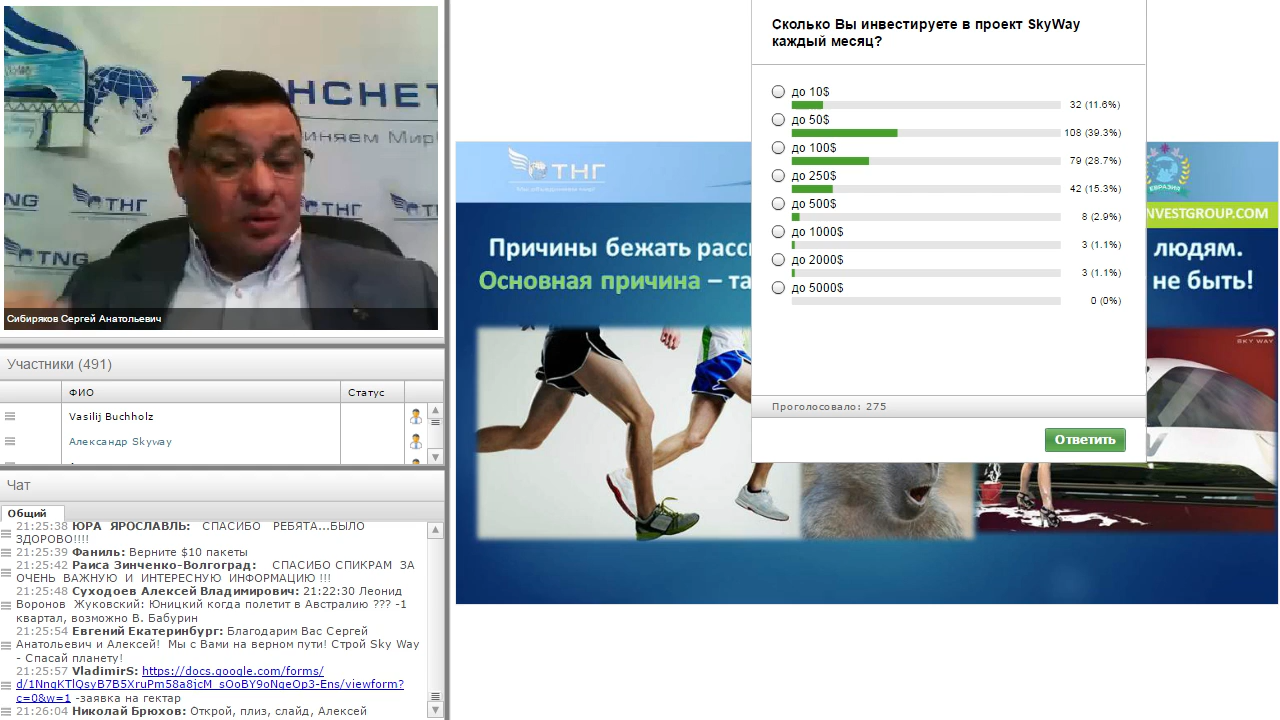 ТРАНСНЕТ
ТНГ
TNG
ТНГ
TNG
Сибиряков Сергей Анатольевич
Участники (491)
ФИО
Статус
Vasilij Buchholz
Александр Skyway
Чат
Общий
21:25:38 ЮРА ЯРОСЛАВЛЬ: СПАСИБО РЕБЯТА...БЫЛО
ЗДОРОВО!!!!
21:25:39 Фаниль: Верните $10 пакеты
21:25:42 Раиса Зинченко-Волгоград: СПАСИБО СПИКРАМ ЗА
ОЧЕНЬ ВАЖНУЮ И ИНТЕРЕСНУЮ ИНФОРМАЦИЮ !!!
21:25:48 Суходоев Алексей Владимирович: 21:22:30 Леонид
Воронов Жуковский: Юницкий когда полетит в Австралию ??? -1
квартал, возможно В. Бабурин
21:25:54 Евгений Екатеринбург: Благодарим Вас Сергей
Анатольевич и Алексей! Мы с Вами на верном пути! Строй Sky Way
- Спасай планету!
21:25:57 VladimirS: https://docs.google.com/forms/
d/1NnqKTlQsyB7B5XruPm58a8jcM_sOoBY9oNgeOp3-Ens/viewform?
c=0&w=1 -заявка на гектар
21:26:04 Николай Брюхов: Открой, плиз, слайд, Алексей
Сколько Вы инвестируете в проект SkyWay
каждый месяц?
до 10$
32 (11.6%)
до 50$
108 (39.3%)
до 100$
79 (28.7%)
до 250$
42 (15.3%)
до 500$
8 (2.9%)
до 1000$
3 (1.1%)
до 2000$
3 (1.1%)
до 5000$
0 (0%)
Проголосовало: 275
Ответить
ТНГ
ЕВРАЗИЯ
NVESTGROUP.COM
Причины бежать расс людям.
Основная причина – та не быть!
SKY WAY